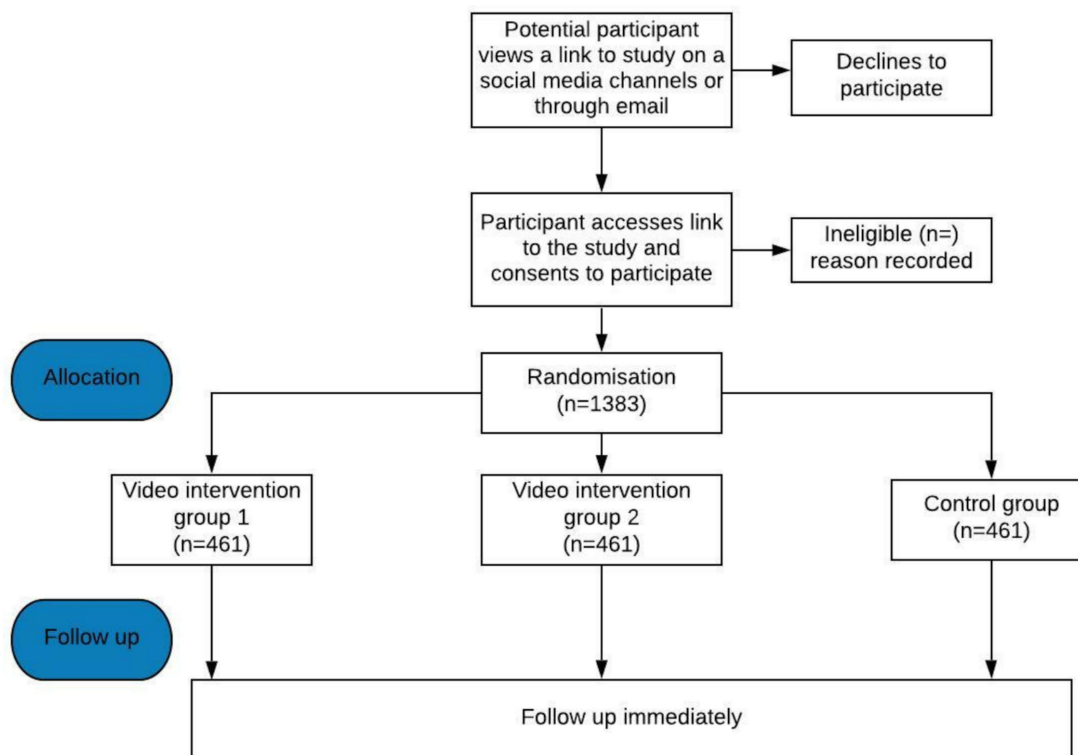 Potential participant
views a link to study on a
social media channels or
through email
Declines to
participate
Participant accesses link
to the study and
consents to participate
Ineligible (n=)
reason recorded
Allocation
Randomisation
(n=1383)
Video intervention
group 1
(n=461)
Video intervention
group 2
(n=461)
Control group
(n=461)
Follow up
Follow up immediately